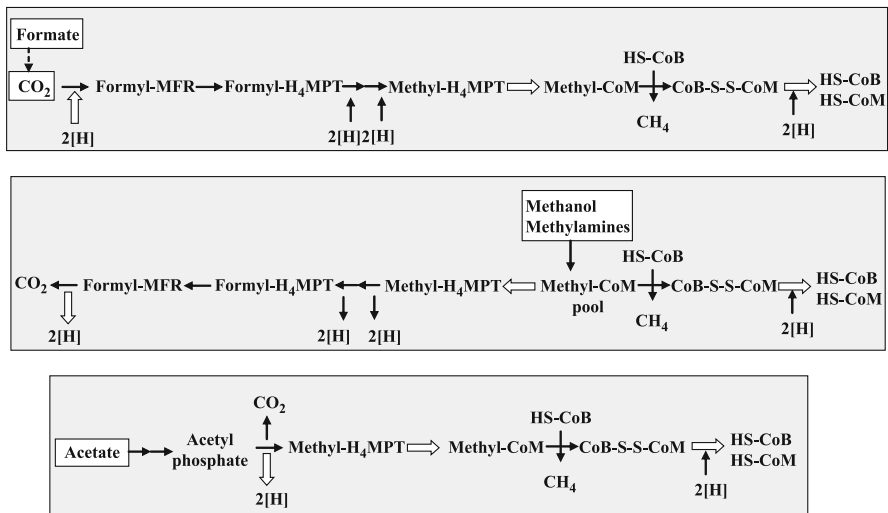 Formate
CO₂ Formyl-MFR Formyl-H₄MPT Methyl-H₄MPT Methyl-CoM CoB-S-S-CoM HS-CoB
HS-CoM
HS-CoB
CH₄
2[H] 2[H] 2[H] 2[H]
Methanol
Methylamines
HS-CoB
CO₂ Formyl-MFR Formyl-H₄MPT Methyl-H₄MPT Methyl-CoM CoB-S-S-CoM HS-CoB
pool HS-CoM
CH₄
2[H] 2[H] 2[H] 2[H]
CO₂
HS-CoB
Acetate Acetyl
phosphate Methyl-H₄MPT Methyl-CoM CoB-S-S-CoM HS-CoB
HS-CoM
CH₄
2[H] 2[H]